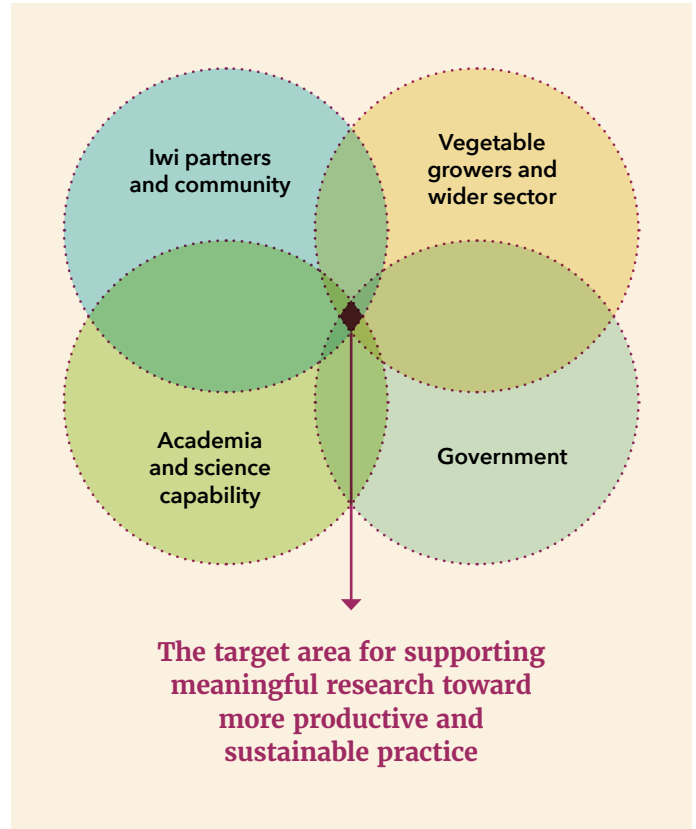 Iwi partners
and community
Vegetable
growers and
wider sector
Academia
and science
capability
Government
The target area for supporting
meaningful research toward
more productive and
sustainable practice